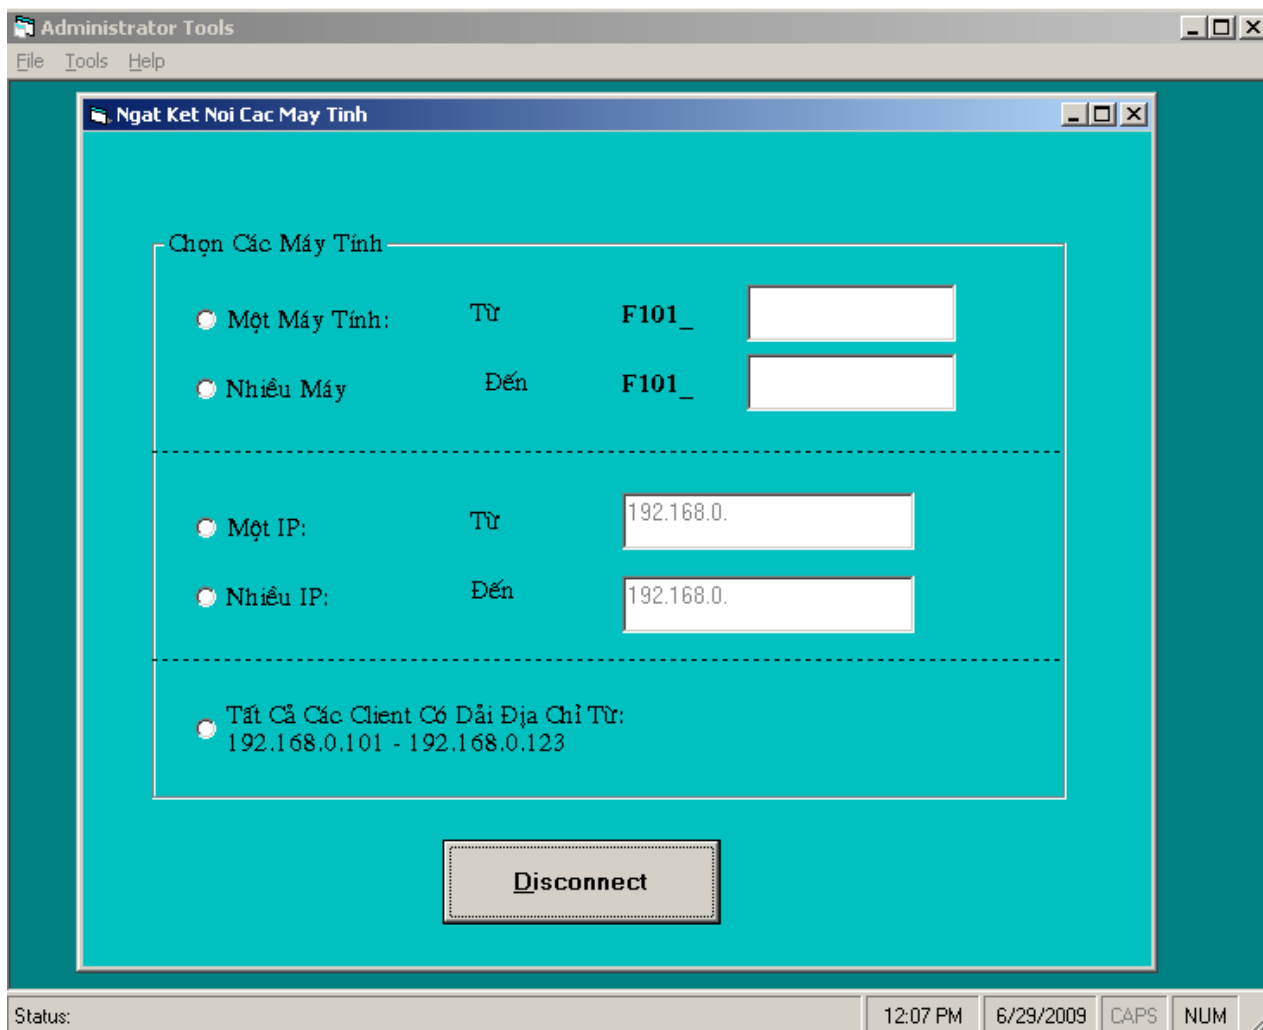 Administrator Tools
File Tools Help
Ngat Ket Noi Cac May Tinh
Chọn Các Máy Tính
Một Máy Tính: Từ F101_
Nhiều Máy Đến F101_
Một IP: Từ 192.168.0.
Nhiều IP: Đến 192.168.0.
Tất Cả Các Client Có Dải Địa Chỉ Từ:
192.168.0.101 - 192.168.0.123
Disconnect
Status: 12:07 PM 6/29/2009 CAPS NUM